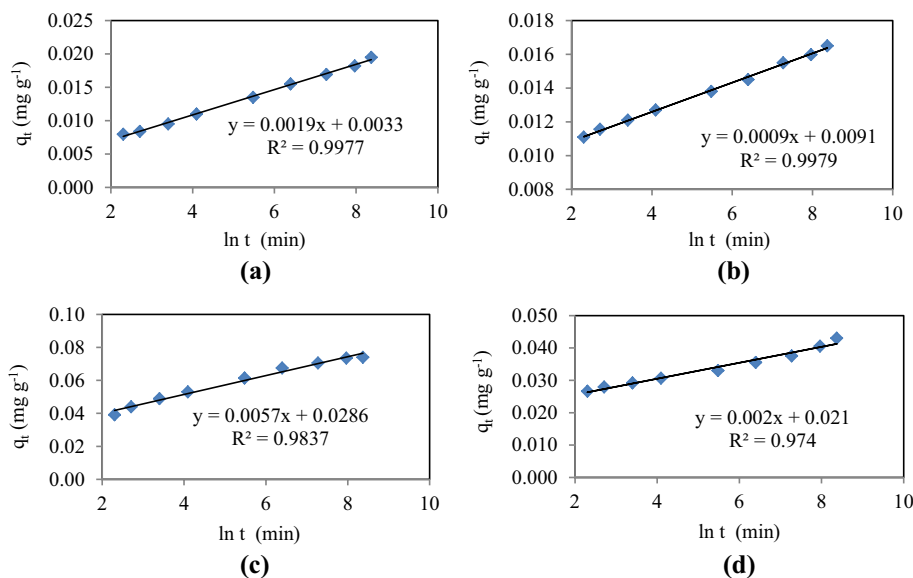 0.025
0.020
0.015
0.010
0.005
0.000
qt (mg g-1)
y = 0.0019x + 0.0033
R² = 0.9977
2 4 6 8 10
ln t (min)
(a)
0.018
0.016
0.014
0.012
0.010
0.008
qt (mg g-1)
y = 0.0009x + 0.0091
R² = 0.9979
2 4 6 8 10
ln t (min)
(b)
0.10
0.08
0.06
0.04
0.02
0.00
qt (mg g-1)
y = 0.0057x + 0.0286
R² = 0.9837
2 4 6 8 10
ln t (min)
(c)
0.050
0.040
0.030
0.020
0.010
0.000
qt (mg g-1)
y = 0.002x + 0.021
R² = 0.974
2 4 6 8 10
ln t (min)
(d)